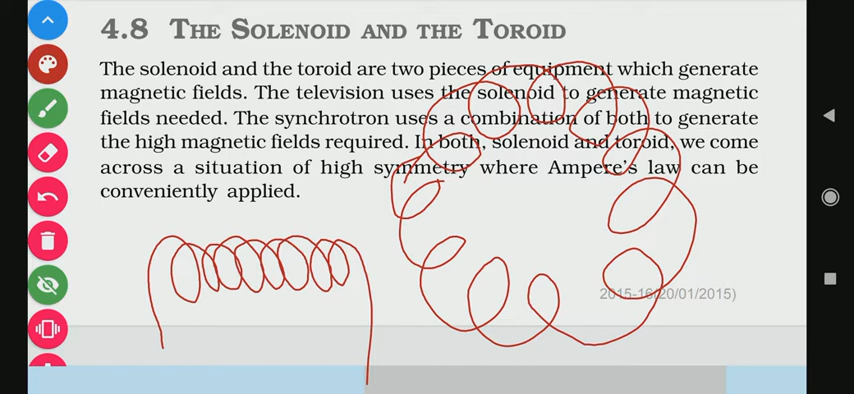 4.8 THE SOLENOID AND THE TOROID
The solenoid and the toroid are two pieces of equipment which generate
magnetic fields. The television uses the solenoid to generate magnetic
fields needed. The synchrotron uses a combination of both to generate
the high magnetic fields required. In both, solenoid and toroid, we come
across a situation of high symmetry where Ampere's law can be
conveniently applied.
2015-16(20/01/2015)